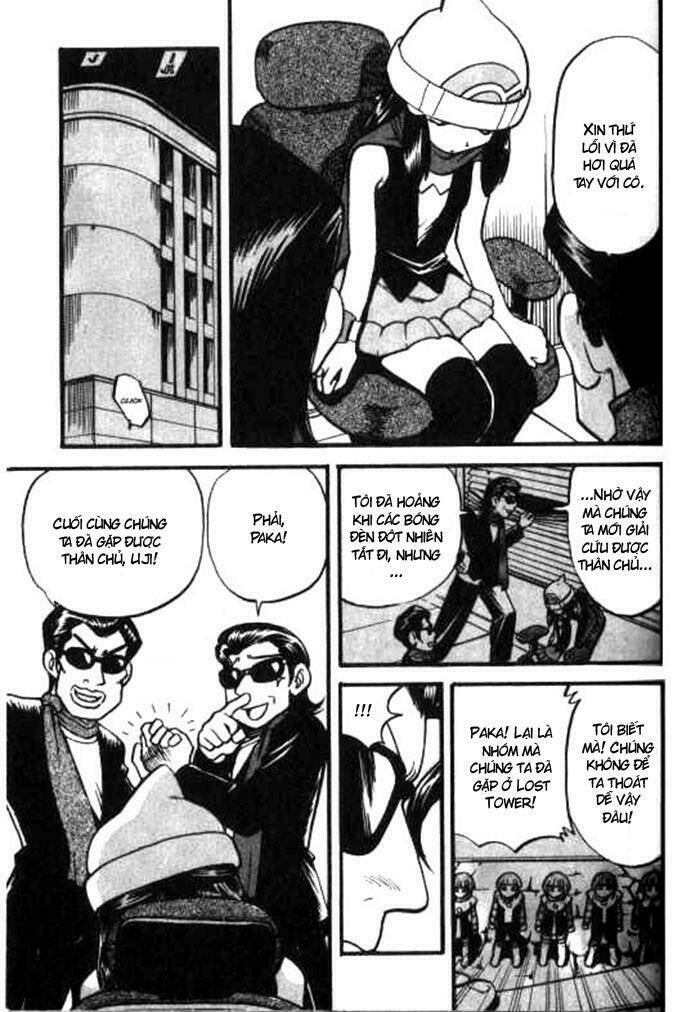 XIN THỨ
LỖI VÌ ĐÃ
HƠI QUÁ
TAY VỚI CÔ.
CLICK
...NHỜ VẬY
MÀ CHÚNG
TA MỚI GIẢI
CỨU ĐƯỢC
THÂN CHỦ...
TÔI ĐÃ HOẢNG
KHI CÁC BÓNG
ĐÈN ĐỘT NHIÊN
TẮT ĐI, NHƯNG
...
PHẢI,
PAKA!
CUỐI CÙNG CHÚNG
TA ĐÃ GẶP ĐƯỢC
THÂN CHỦ, UJI!
TÔI BIẾT
MÀ! CHÚNG
KHÔNG ĐỂ
TA THOÁT
DỄ VẬY
ĐÂU!
PAKA! LẠI LÀ
NHÓM MÀ
CHÚNG TA ĐÃ
GẶP Ở LOST
TOWER!
!!!